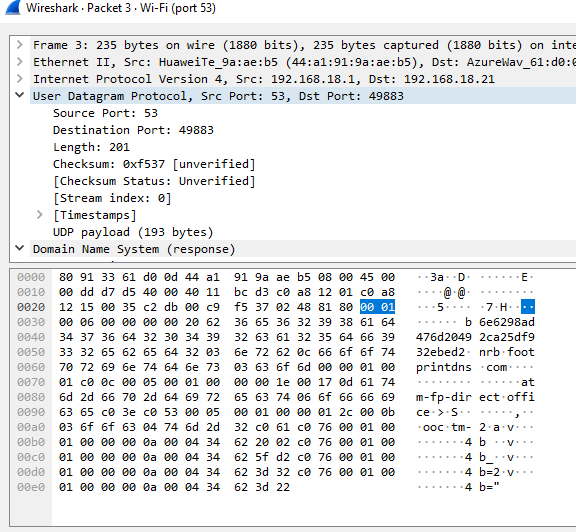 Wireshark · Packet 3 · Wi-Fi (port 53)
Frame 3: 235 bytes on wire (1880 bits), 235 bytes captured (1880 bits) on inte
Ethernet II, Src: HuaweiTe_9a:ae:b5 (44:a1:91:9a:ae:b5), Dst: AzureWav_61:d0:0
Internet Protocol Version 4, Src: 192.168.18.1, Dst: 192.168.18.21
User Datagram Protocol, Src Port: 53, Dst Port: 49883
Source Port: 53
Destination Port: 49883
Length: 201
Checksum: 0xf537 [unverified]
[Checksum Status: Unverified]
[Stream index: 0]
[Timestamps]
UDP payload (193 bytes)
Domain Name System (response)
0000 80 91 33 61 d0 0d 44 a1 91 9a ae b5 08 00 45 00 ··3a··D·······E·
0010 00 dd d7 d5 40 00 40 11 bc d3 c0 a8 12 01 c0 a8 ····@·@·········
0020 12 15 00 35 c2 db 00 c9 f5 37 02 48 81 80 00 01 ···5·····7·H····
0030 00 06 00 00 00 00 20 62 36 65 36 32 39 38 61 64 ······ b6e6298ad
0040 34 37 36 64 32 30 34 39 32 63 61 32 35 64 66 39 476d20492ca25df9
0050 33 32 65 62 65 64 32 03 6e 72 62 0c 66 6f 6f 74 32ebed2·nrb·foot
0060 70 72 69 6e 74 64 6e 73 03 63 6f 6d 00 00 01 00 printdns·com····
0070 01 c0 0c 00 05 00 01 00 00 00 1e 00 17 0d 61 74 ··············at
0080 6d 2d 66 70 2d 64 69 72 65 63 74 06 6f 66 66 69 m-fp-direct·offi
0090 63 65 c0 3e c0 53 00 05 00 01 00 00 01 2c 00 0b ce·>·S·······,··
00a0 03 6f 6f 63 04 74 6d 2d 32 c0 61 c0 76 00 01 00 ·ooc·tm-2·a·v···
00b0 01 00 00 00 0a 00 04 34 62 20 02 c0 76 00 01 00 ·······4b ··v···
00c0 01 00 00 00 0a 00 04 34 62 5f d2 c0 76 00 01 00 ·······4b_··v···
00d0 01 00 00 00 0a 00 04 34 62 3d 32 c0 76 00 01 00 ·······4b=2·v···
00e0 01 00 00 00 0a 00 04 34 62 3d 22 ·······4b="